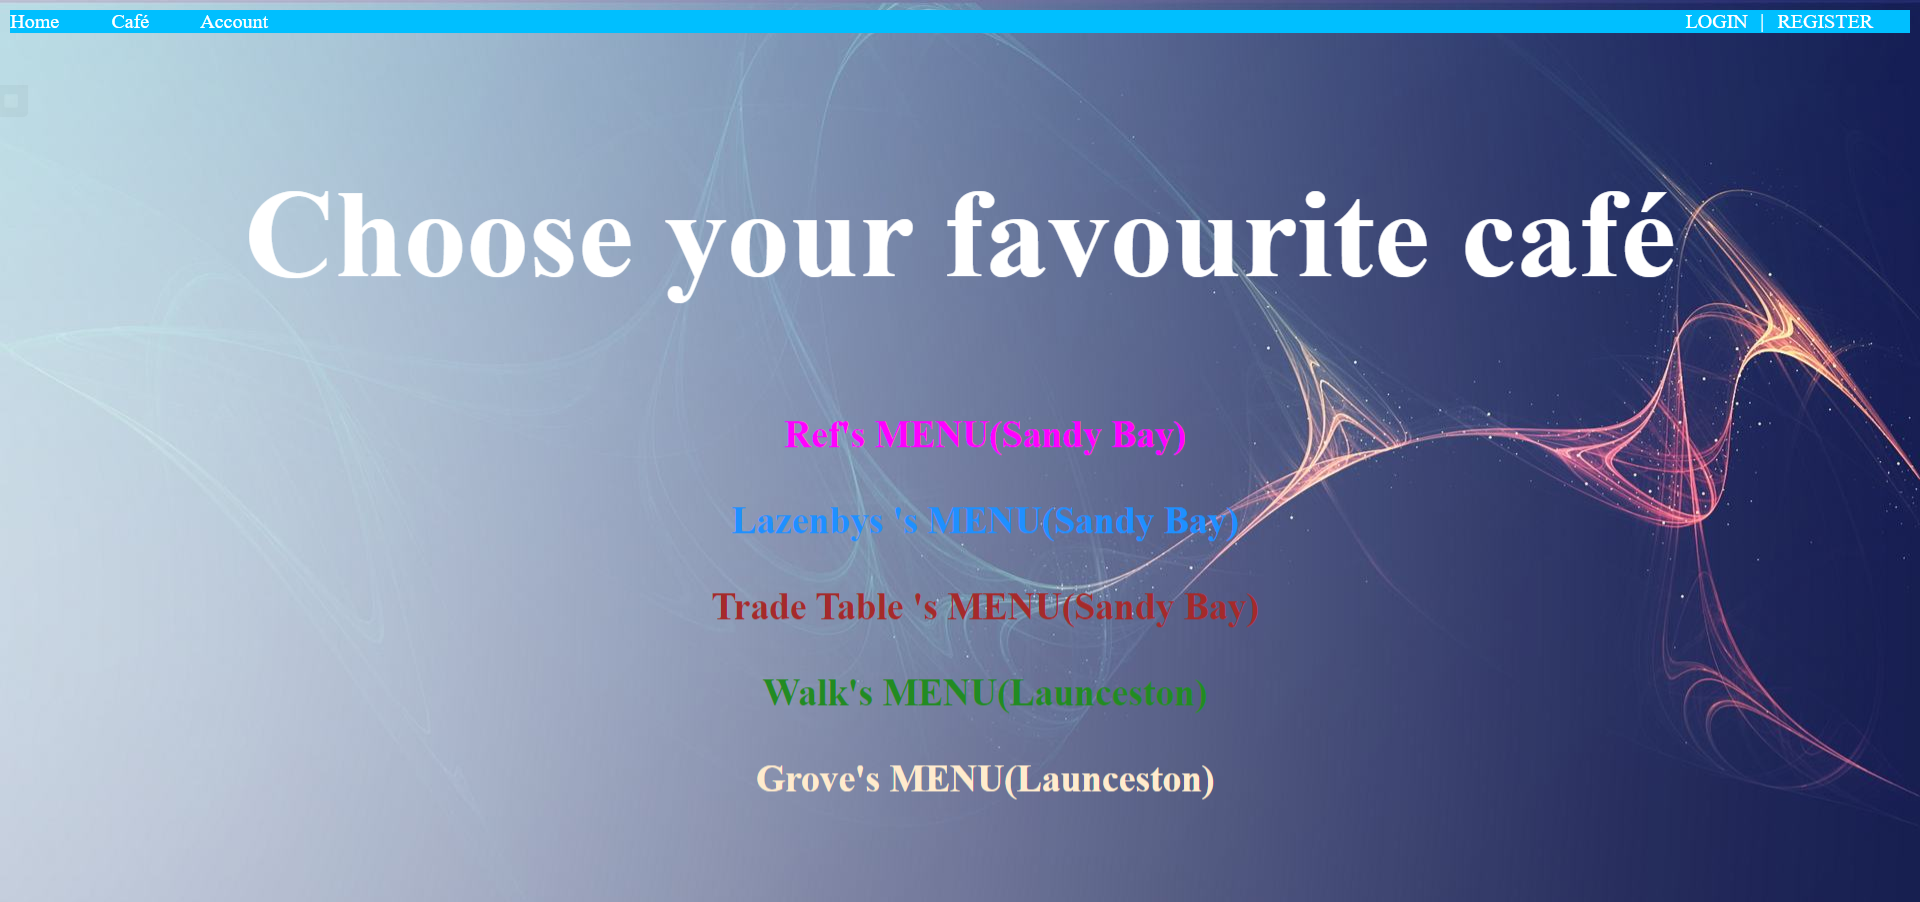 Home Café Account LOGIN | REGISTER
Choose your favourite café
Ref's MENU(Sandy Bay)
Lazenbys 's MENU(Sandy Bay)
Trade Table 's MENU(Sandy Bay)
Walk's MENU(Launceston)
Grove's MENU(Launceston)